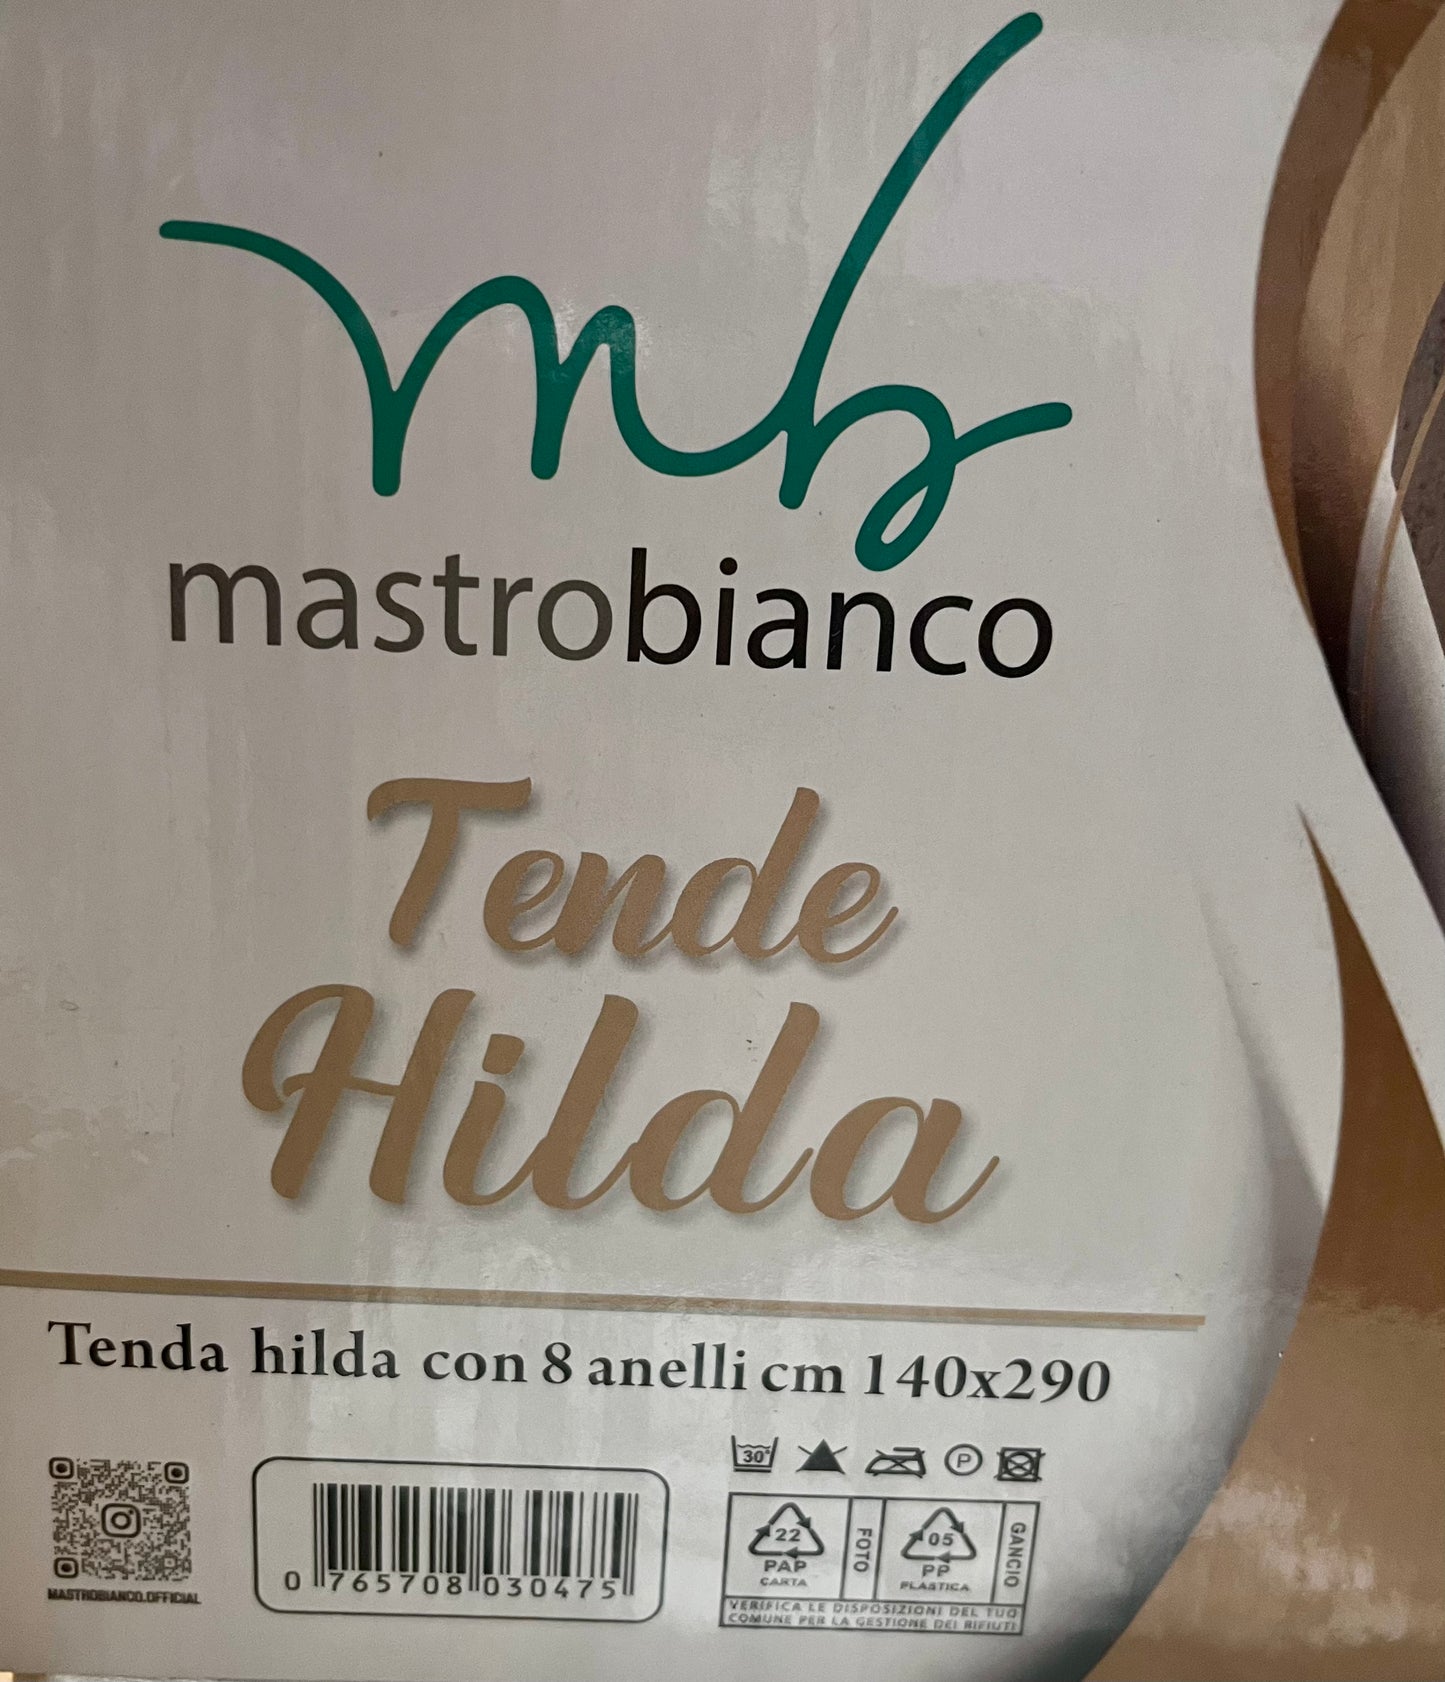 mb
mastrobianco
Tende
Hilda
Tenda hilda con 8 anelli cm 140x290
30°
P
MASTROBIANCO.OFFICIAL
0 765708 030475
22
PAP
CARTA
FOTO
05
PP
PLASTICA
GANCIO
VERIFICA LE DISPOSIZIONI DEL TUO
COMUNE PER LA GESTIONE DEI RIFIUTI